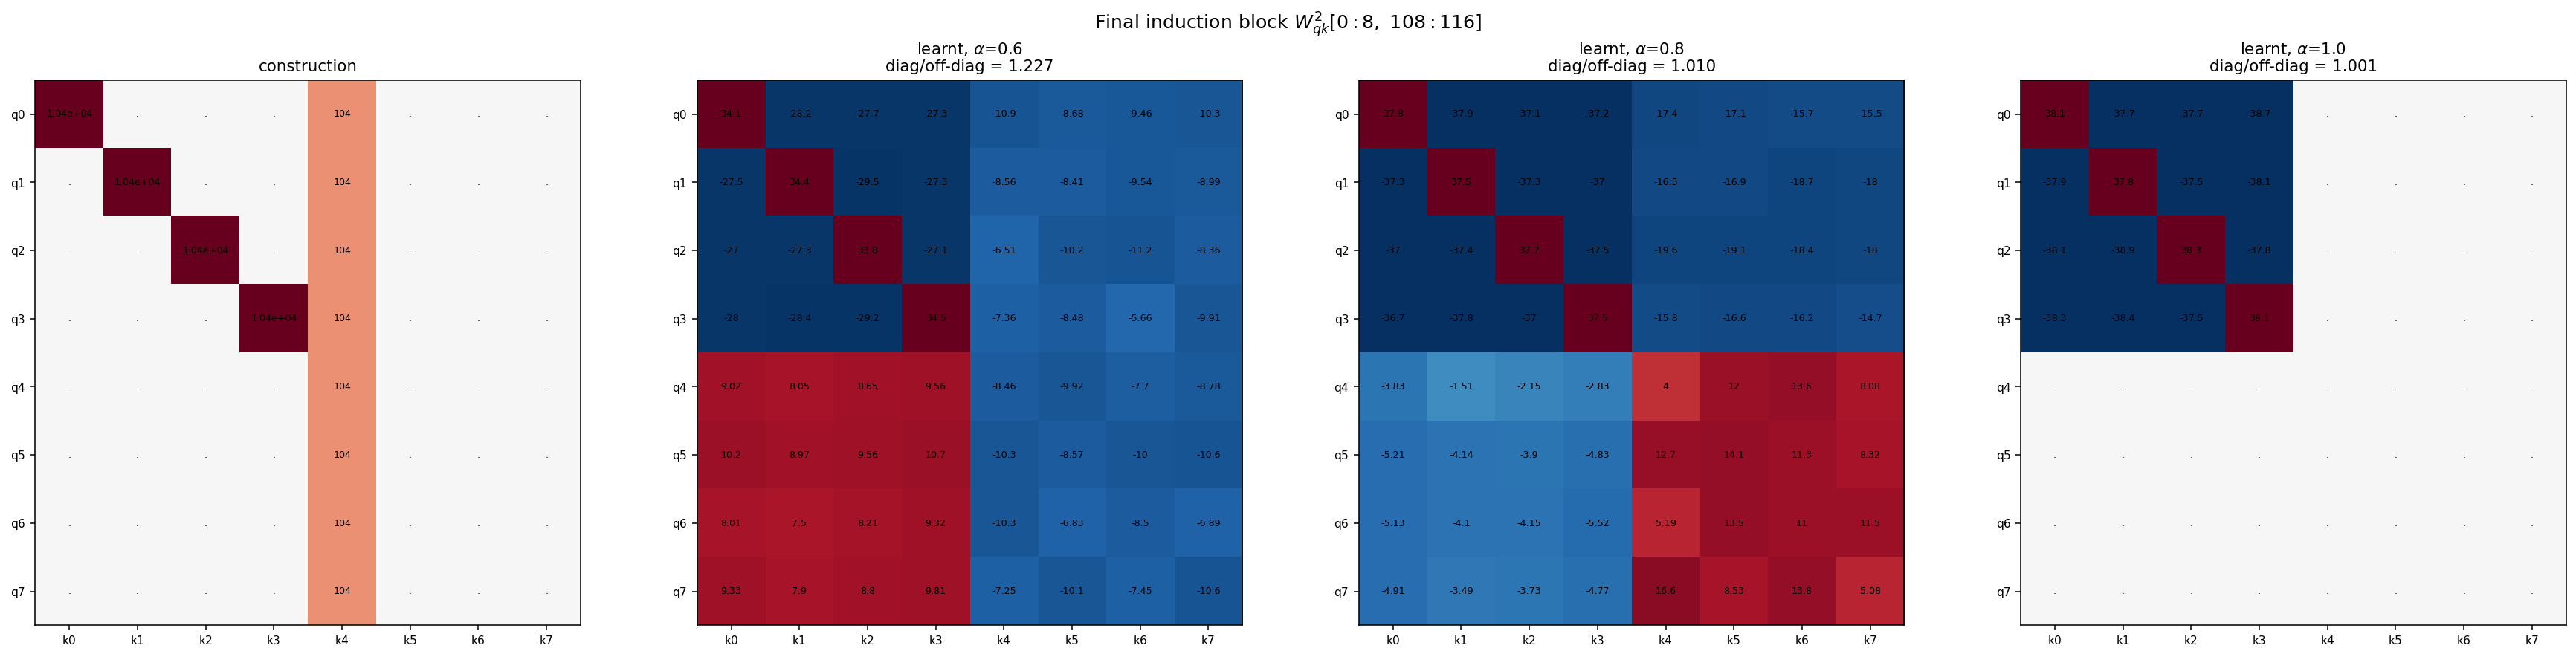 Final induction block $W^2_{qk}[0:8, 108:116]$
construction
q0 1.04e+04 . . . 104 . . .
q1 . 1.04e+04 . . 104 . . .
q2 . . 1.04e+04 . 104 . . .
q3 . . . 1.04e+04 104 . . .
q4 . . . . 104 . . .
q5 . . . . 104 . . .
q6 . . . . 104 . . .
q7 . . . . 104 . . .
k0 k1 k2 k3 k4 k5 k6 k7
learnt, α=0.6
diag/off-diag = 1.227
q0 34.1 -28.2 -27.7 -27.3 -10.9 -8.68 -9.46 -10.3
q1 -27.5 34.4 -29.5 -27.3 -8.56 -8.41 -9.54 -8.99
q2 -27 -27.3 33.8 -27.1 -6.51 -10.2 -11.2 -8.36
q3 -28 -28.4 -29.2 34.5 -7.36 -8.48 -5.66 -9.91
q4 9.02 8.05 8.65 9.56 -8.46 -9.92 -7.7 -8.78
q5 10.2 8.97 9.56 10.7 -10.3 -8.57 -10 -10.6
q6 8.01 7.5 8.21 9.32 -10.3 -6.83 -8.5 -6.89
q7 9.33 7.9 8.8 9.81 -7.25 -10.1 -7.45 -10.6
k0 k1 k2 k3 k4 k5 k6 k7
learnt, α=0.8
diag/off-diag = 1.010
q0 37.8 -37.9 -37.1 -37.2 -17.4 -17.1 -15.7 -15.5
q1 -37.3 37.5 -37.3 -37 -16.5 -16.9 -18.7 -18
q2 -37 -37.4 37.7 -37.5 -19.6 -19.1 -18.4 -18
q3 -36.7 -37.8 -37 37.5 -15.8 -16.6 -16.2 -14.7
q4 -3.83 -1.51 -2.15 -2.83 4 12 13.6 8.08
q5 -5.21 -4.14 -3.9 -4.83 12.7 14.1 11.3 8.32
q6 -5.13 -4.1 -4.15 -5.52 5.19 13.5 11 11.5
q7 -4.91 -3.49 -3.73 -4.77 16.6 8.53 13.8 5.08
k0 k1 k2 k3 k4 k5 k6 k7
learnt, α=1.0
diag/off-diag = 1.001
q0 38.1 -37.7 -37.7 -38.7 . . . .
q1 -37.9 37.8 -37.5 -38.1 . . . .
q2 -38.1 -38.9 38.3 -37.8 . . . .
q3 -38.3 -38.4 -37.5 38.1 . . . .
q4 . . . . . . . .
q5 . . . . . . . .
q6 . . . . . . . .
q7 . . . . . . . .
k0 k1 k2 k3 k4 k5 k6 k7